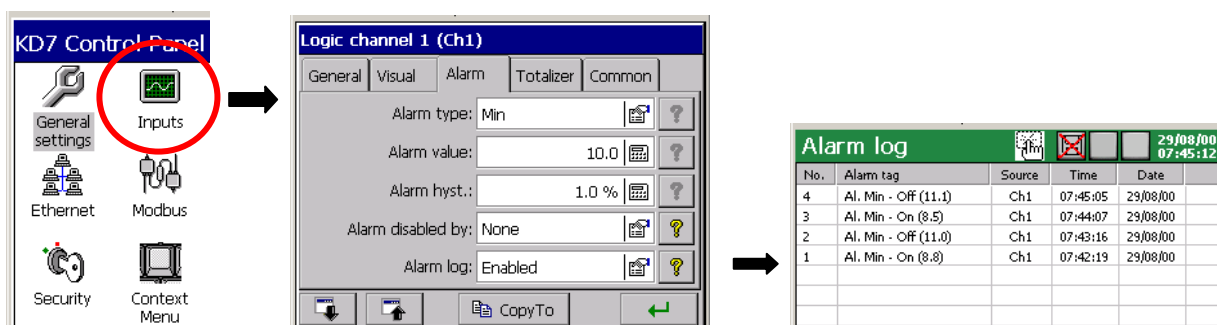 KD7 Control Panel
General settings
Inputs
Ethernet
Modbus
Security
Context Menu
Logic channel 1 (Ch1)
General Visual Alarm Totalizer Common
Alarm type: Min ?
Alarm value: 10.0 ?
Alarm hyst.: 1.0 % ?
Alarm disabled by: None ?
Alarm log: Enabled ?
CopyTo
Alarm log 29/08/00
07:45:12
No. Alarm tag Source Time Date
4 Al. Min - Off (11.1) Ch1 07:45:05 29/08/00
3 Al. Min - On (8.5) Ch1 07:44:07 29/08/00
2 Al. Min - Off (11.0) Ch1 07:43:16 29/08/00
1 Al. Min - On (8.8) Ch1 07:42:19 29/08/00